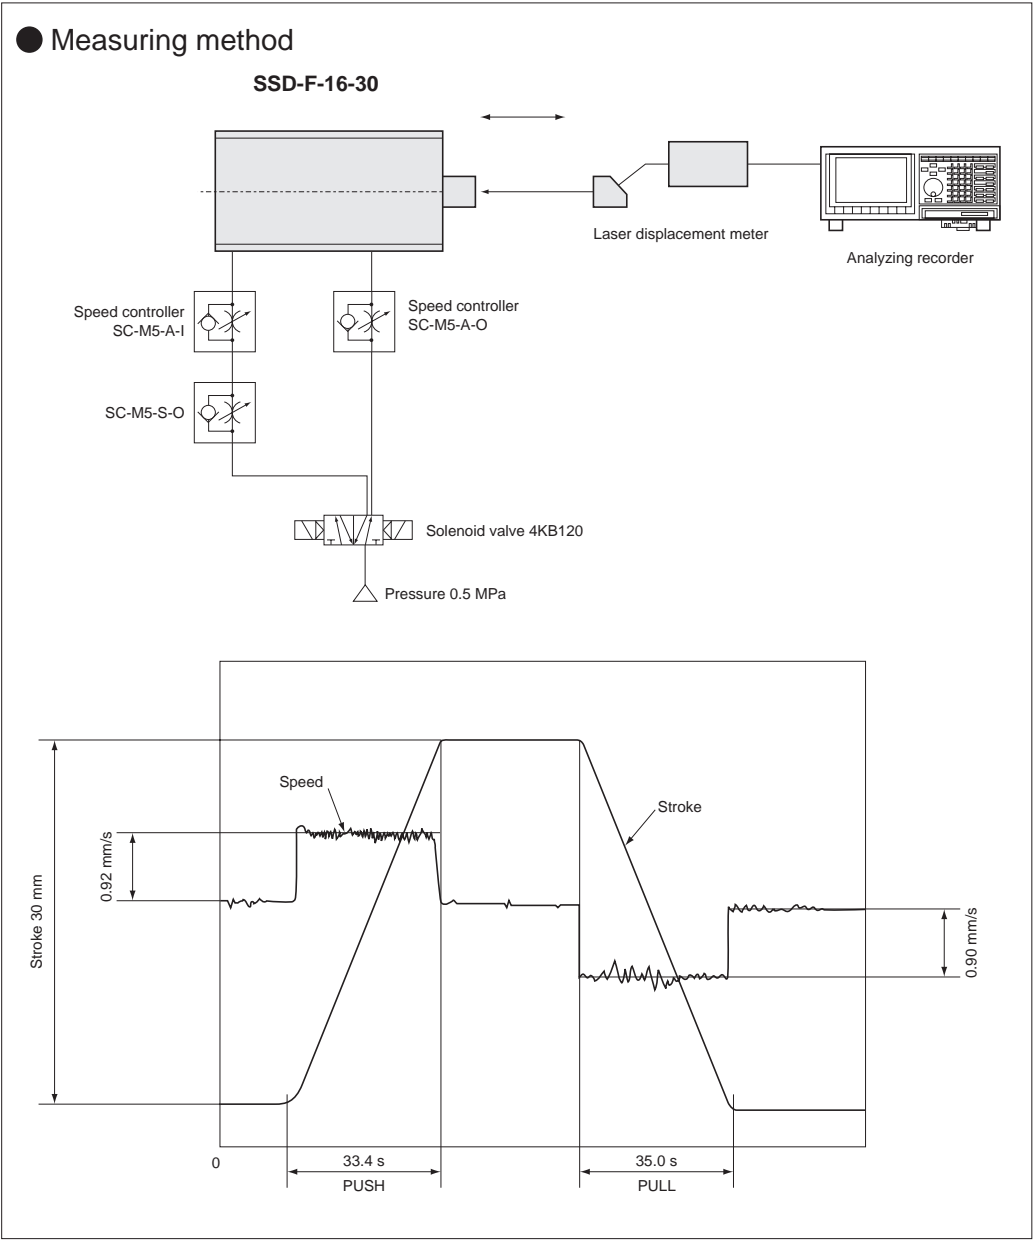 ● Measuring method
SSD-F-16-30
Laser displacement meter
Analyzing recorder
Speed controller
SC-M5-A-I
Speed controller
SC-M5-A-O
SC-M5-S-O
Solenoid valve 4KB120
Pressure 0.5 MPa
Speed
Stroke
0.92 mm/s
Stroke 30 mm
0.90 mm/s
0
33.4 s
PUSH
35.0 s
PULL